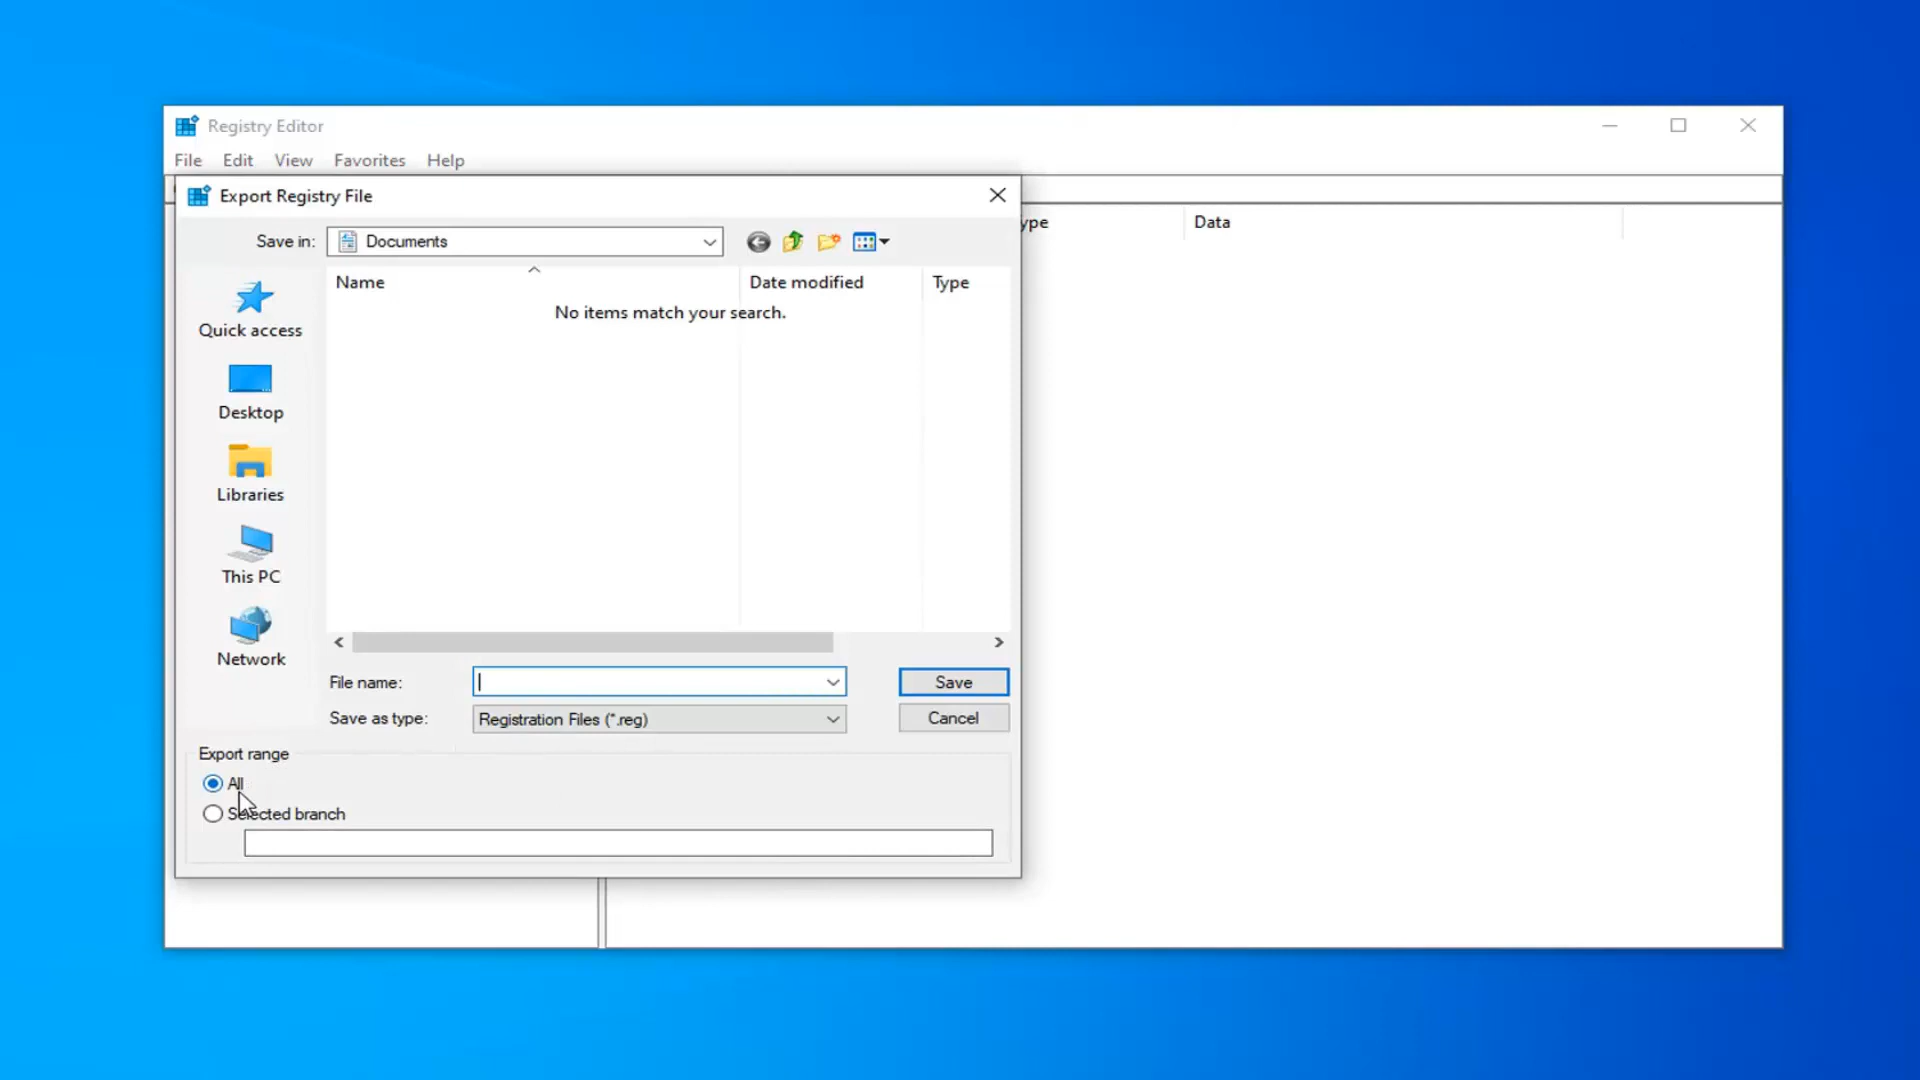 Registry Editor
File Edit View Favorites Help
Export Registry File
Save in: Documents
ype Data
Name Date modified Type
No items match your search.
Quick access
Desktop
Libraries
This PC
Network
File name: Save
Save as type: Registration Files (*.reg) Cancel
Export range
All
Selected branch